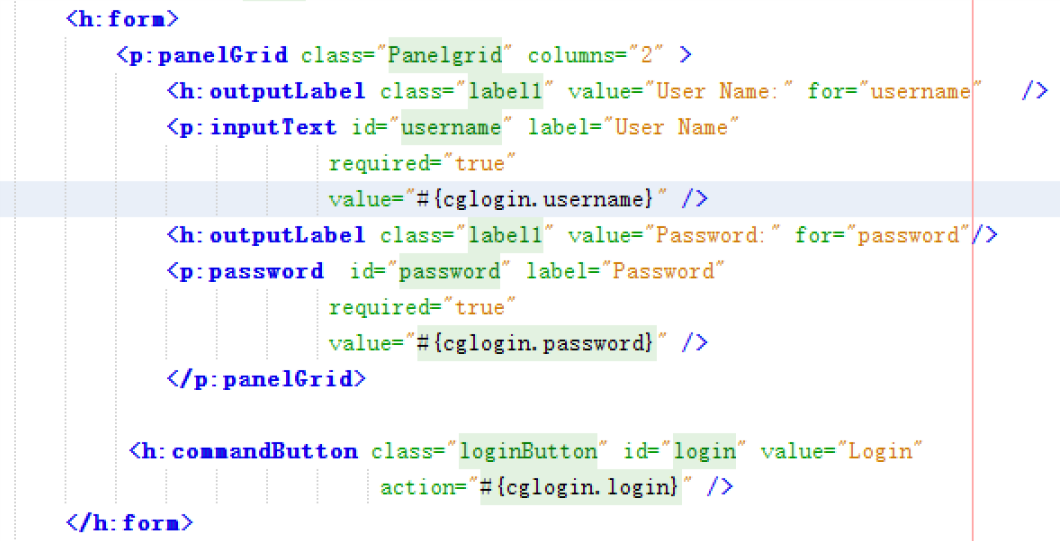 <h:form>
<p:panelGrid class="Panelgrid" columns="2" >
<h:outputLabel class="label1" value="User Name:" for="username" />
<p:inputText id="username" label="User Name"
required="true"
value="#{cglogin.username}" />
<h:outputLabel class="label1" value="Password:" for="password"/>
<p:password id="password" label="Password"
required="true"
value="#{cglogin.password}" />
</p:panelGrid>
<h:commandButton class="loginButton" id="login" value="Login"
action="#{cglogin.login}" />
</h:form>